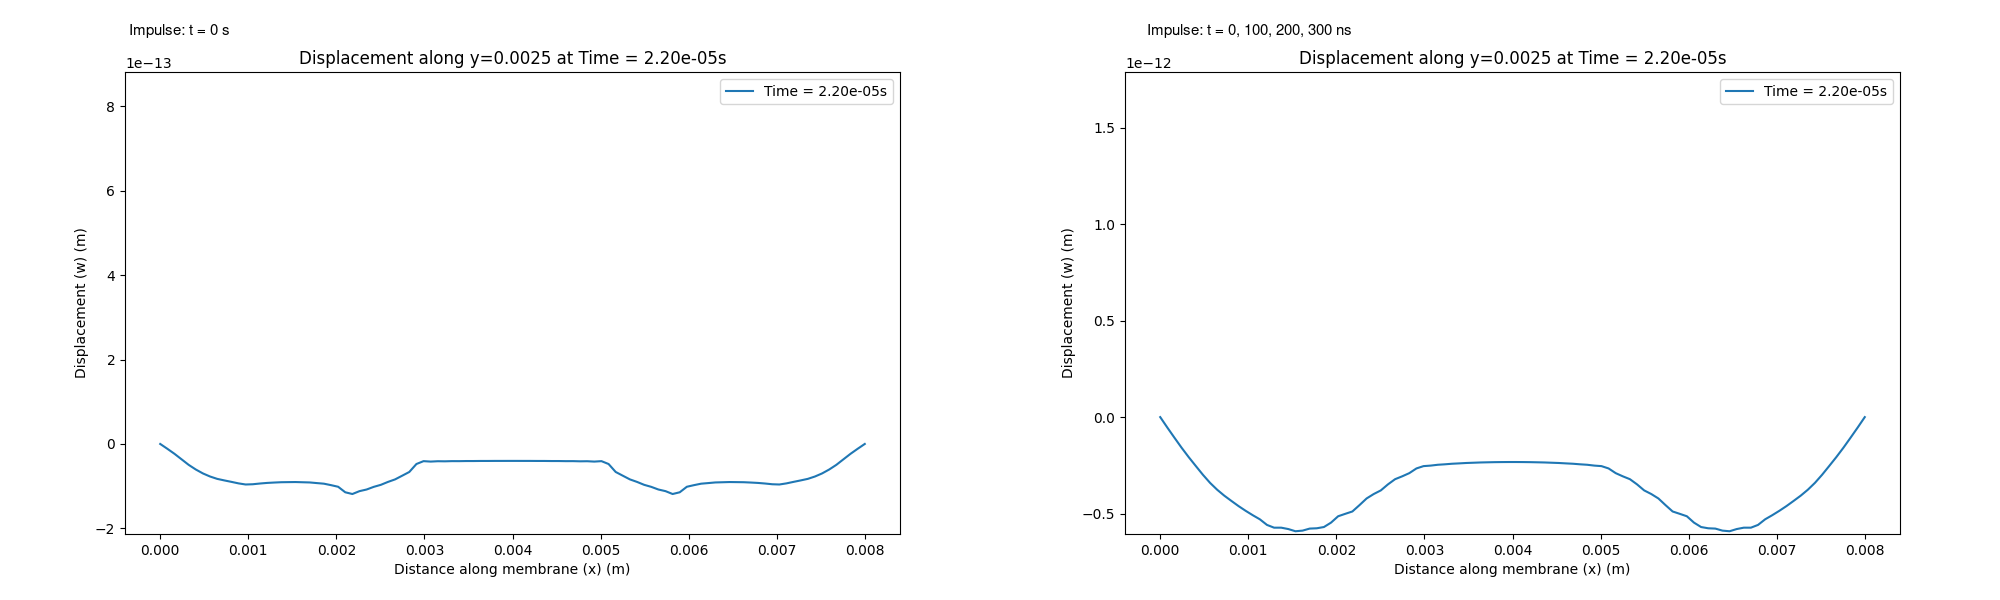 Impulse: t = 0 s
Displacement along y=0.0025 at Time = 2.20e-05s
1e−13
Time = 2.20e-05s
8
6
4
2
0
−2
Displacement (w) (m)
0.000 0.001 0.002 0.003 0.004 0.005 0.006 0.007 0.008
Distance along membrane (x) (m)
Impulse: t = 0, 100, 200, 300 ns
Displacement along y=0.0025 at Time = 2.20e-05s
1e−12
Time = 2.20e-05s
1.5
1.0
0.5
0.0
−0.5
Displacement (w) (m)
0.000 0.001 0.002 0.003 0.004 0.005 0.006 0.007 0.008
Distance along membrane (x) (m)